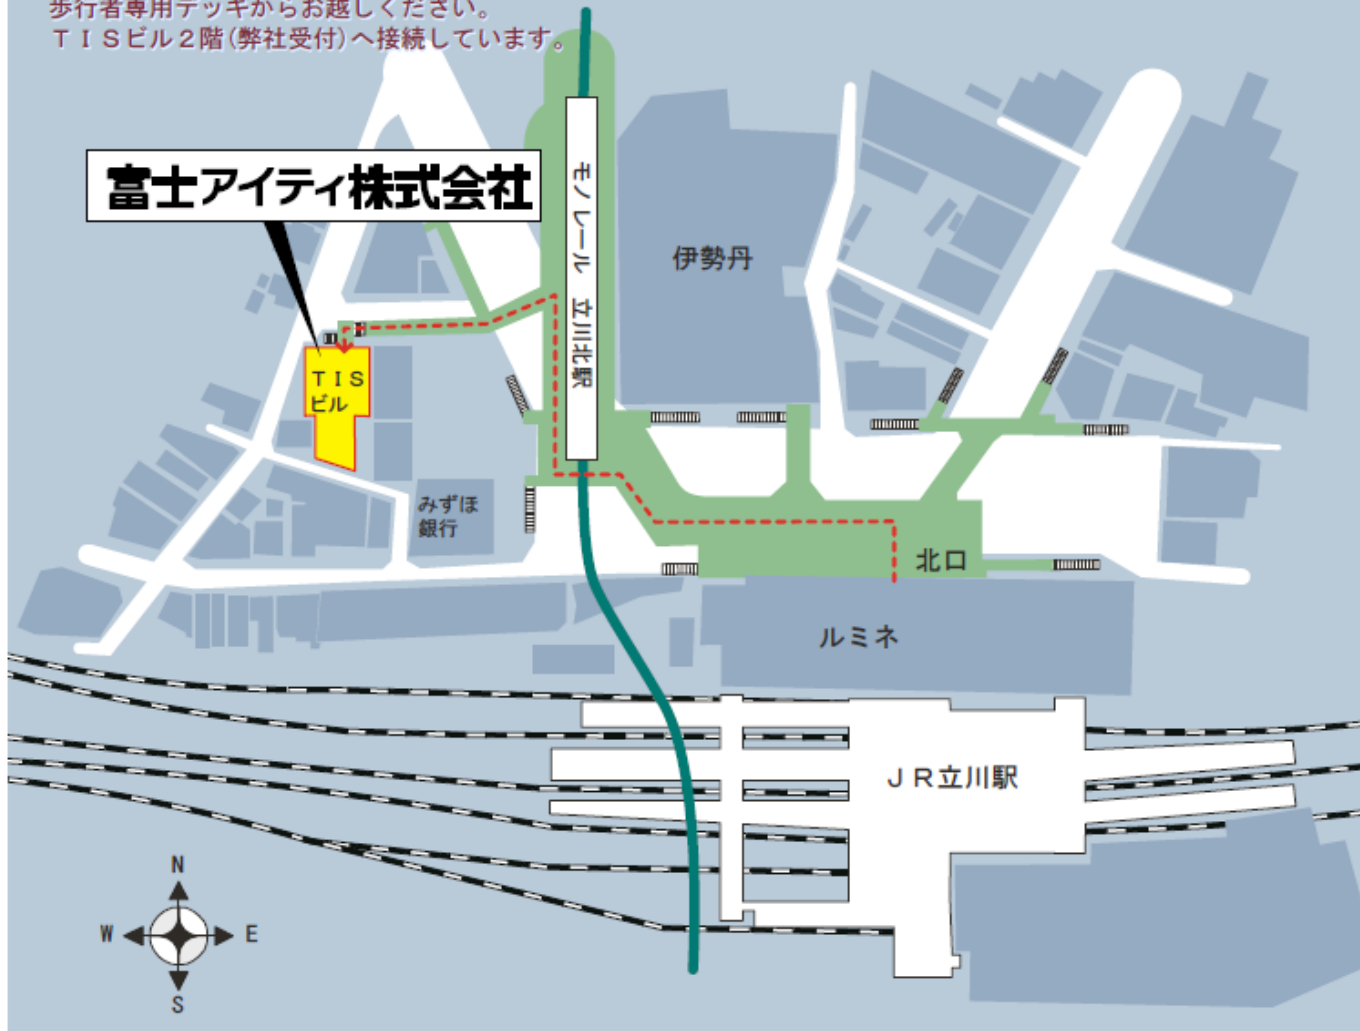 歩行者専用デッキからお越しください。
ＴＩＳビル２階(弊社受付)へ接続しています。
富士アイティ株式会社
モノレール 立川北駅
伊勢丹
ＴＩＳ
ビル
みずほ
銀行
北口
ルミネ
ＪＲ立川駅
N
W
E
S